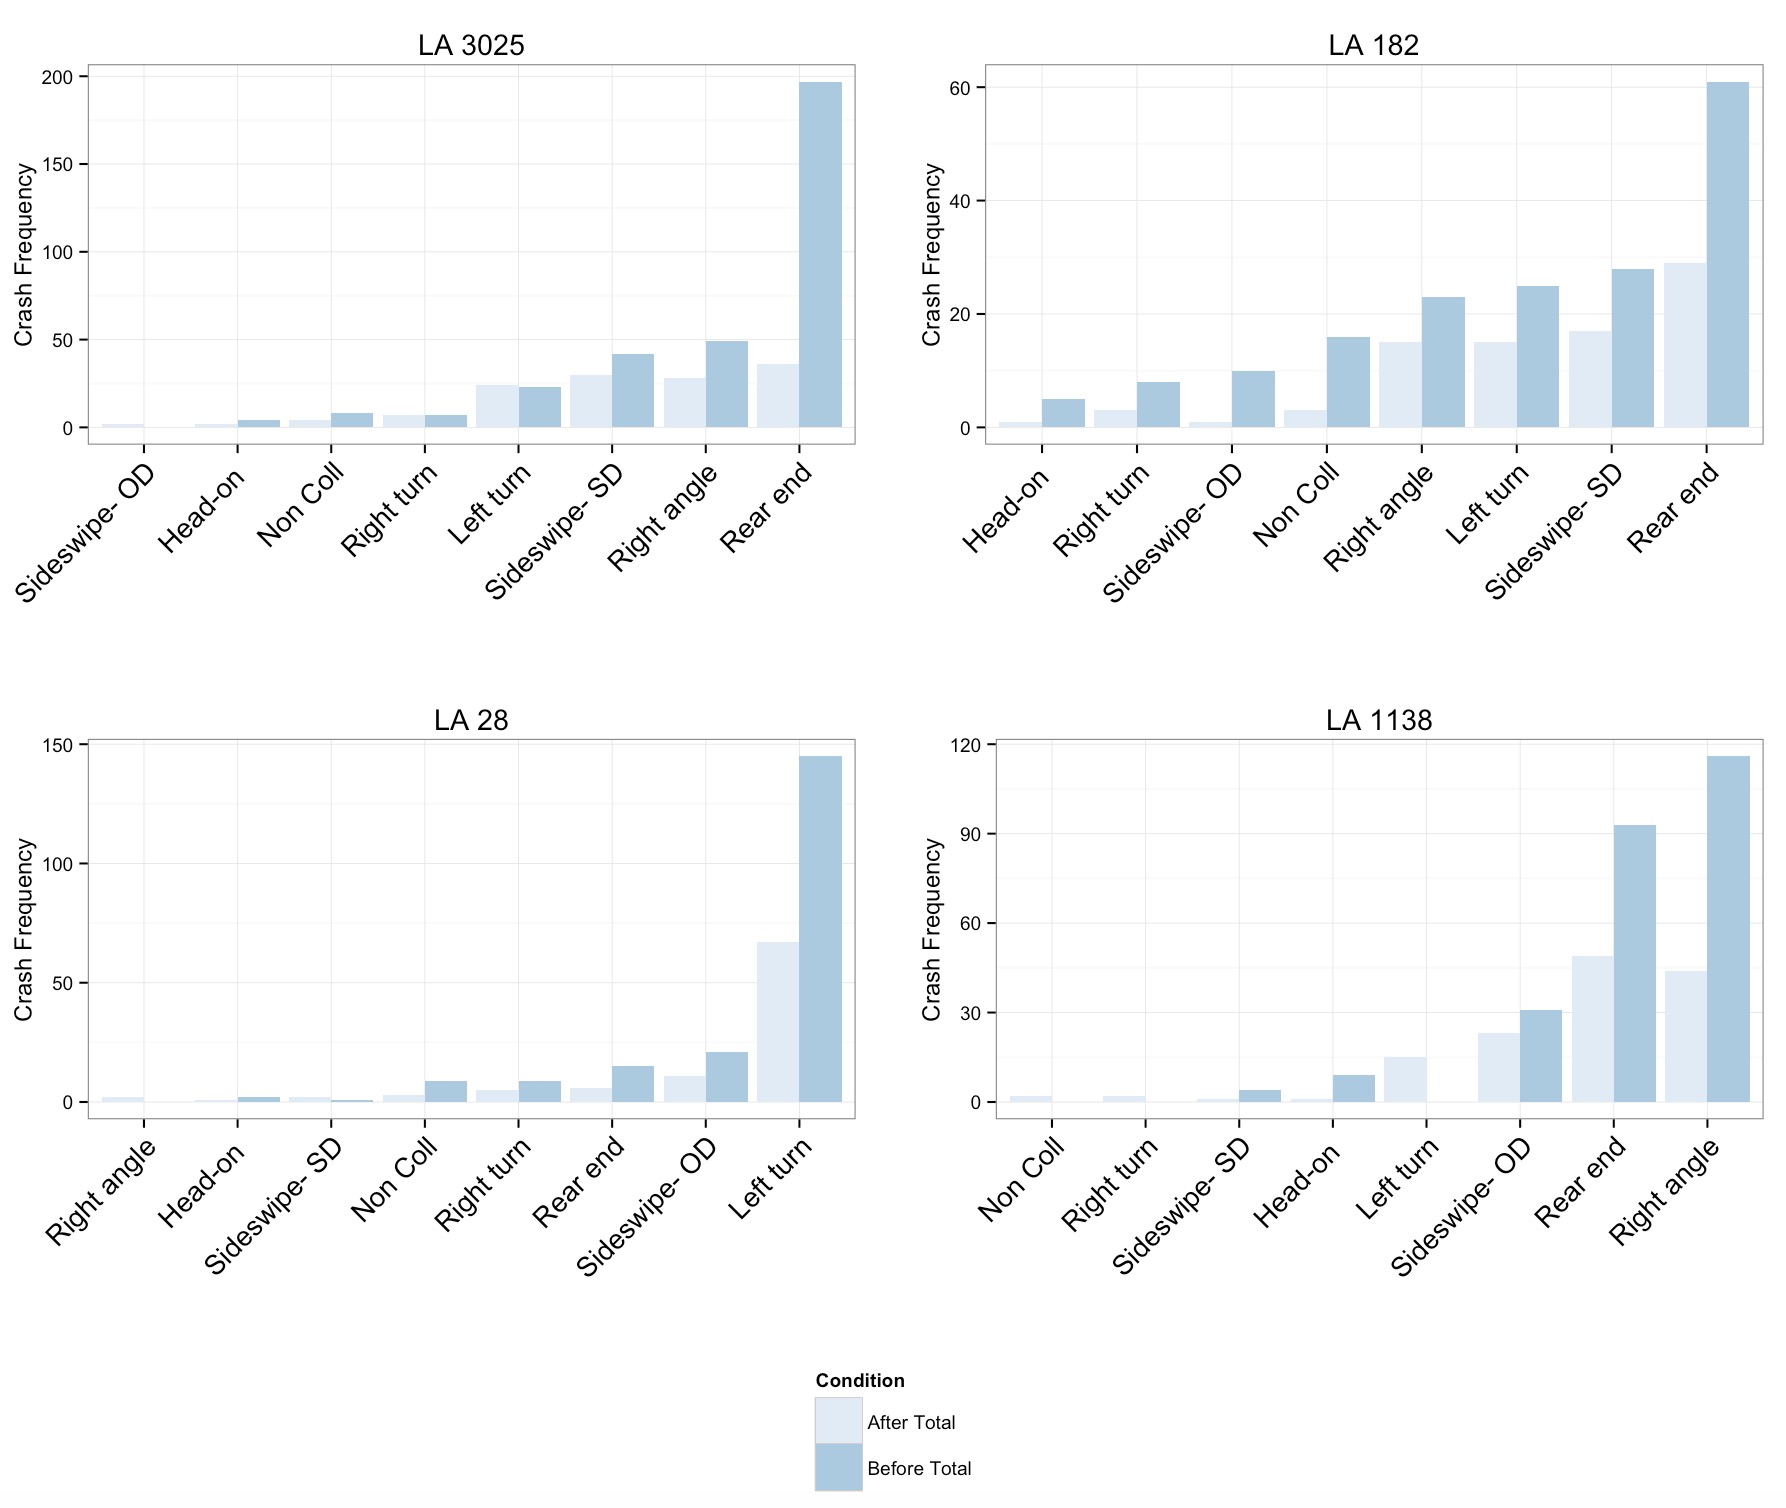 LA 3025
Crash Frequency
200
150
100
50
0
Sideswipe- OD
Head-on
Non Coll
Right turn
Left turn
Sideswipe- SD
Right angle
Rear end
LA 182
Crash Frequency
60
40
20
0
Head-on
Right turn
Sideswipe- OD
Non Coll
Right angle
Left turn
Sideswipe- SD
Rear end
LA 28
Crash Frequency
150
100
50
0
Right angle
Head-on
Sideswipe- SD
Non Coll
Right turn
Rear end
Sideswipe- OD
Left turn
LA 1138
Crash Frequency
120
90
60
30
0
Non Coll
Right turn
Sideswipe- SD
Head-on
Left turn
Sideswipe- OD
Rear end
Right angle
Condition
After Total
Before Total